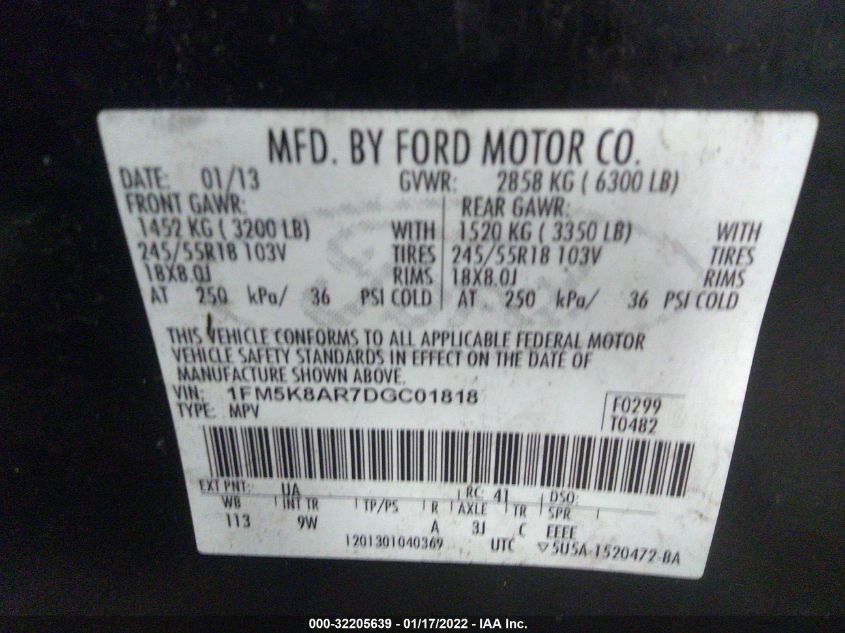 MFD. BY FORD MOTOR CO.
DATE: 01/13 GVWR: 2858 KG ( 6300 LB)
FRONT GAWR: REAR GAWR:
1452 KG ( 3200 LB) WITH 1520 KG ( 3350 LB) WITH
245/55R18 103V TIRES 245/55R18 103V TIRES
18X8.0J RIMS 18X8.0J RIMS
AT 250 kPa/ 36 PSI COLD AT 250 kPa/ 36 PSI COLD
THIS VEHICLE CONFORMS TO ALL APPLICABLE FEDERAL MOTOR
VEHICLE SAFETY STANDARDS IN EFFECT ON THE DATE OF
MANUFACTURE SHOWN ABOVE.
VIN: 1FM5K8AR7DGC01818
TYPE: MPV
F0299
T0482
EXT PNT: UA RC: 41 DSO:
WB INT TR TP/PS R AXLE TR SPR
113 9W A 3J C EEEE
1201301040369 UTC ▽5U5A-1520472-BA
000-32205639 - 01/17/2022 - IAA Inc.